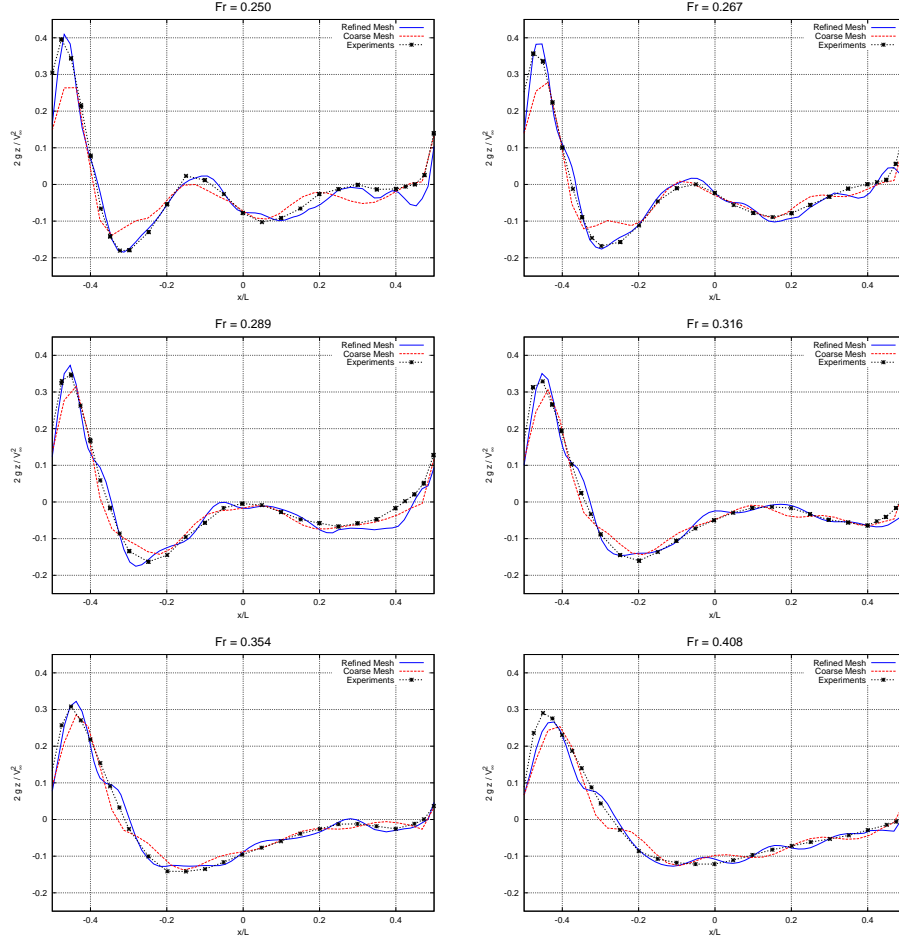 Fr = 0.250
Refined Mesh
Coarse Mesh
Experiments
0.4
0.3
0.2
0.1
0
-0.1
-0.2
2 g z / V²∞
-0.4 -0.2 0 0.2 0.4
x/L
Fr = 0.267
Refined Mesh
Coarse Mesh
Experiments
0.4
0.3
0.2
0.1
0
-0.1
-0.2
2 g z / V²∞
-0.4 -0.2 0 0.2 0.4
x/L
Fr = 0.289
Refined Mesh
Coarse Mesh
Experiments
0.4
0.3
0.2
0.1
0
-0.1
-0.2
2 g z / V²∞
-0.4 -0.2 0 0.2 0.4
x/L
Fr = 0.316
Refined Mesh
Coarse Mesh
Experiments
0.4
0.3
0.2
0.1
0
-0.1
-0.2
2 g z / V²∞
-0.4 -0.2 0 0.2 0.4
x/L
Fr = 0.354
Refined Mesh
Coarse Mesh
Experiments
0.4
0.3
0.2
0.1
0
-0.1
-0.2
2 g z / V²∞
-0.4 -0.2 0 0.2 0.4
x/L
Fr = 0.408
Refined Mesh
Coarse Mesh
Experiments
0.4
0.3
0.2
0.1
0
-0.1
-0.2
2 g z / V²∞
-0.4 -0.2 0 0.2 0.4
x/L